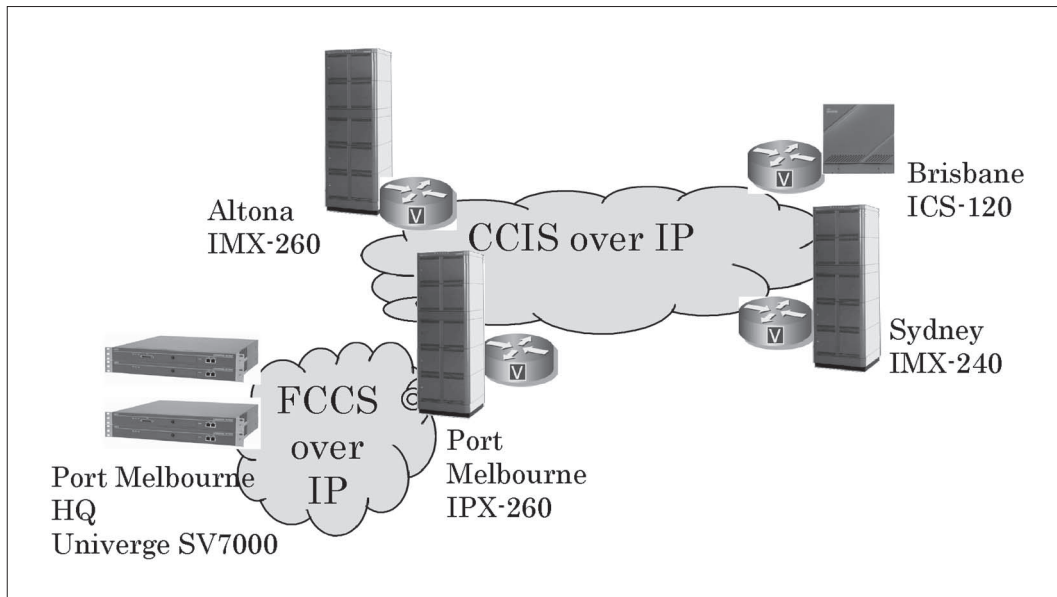 Altona
IMX-260
V
CCIS over IP
V
Brisbane
ICS-120
V
Sydney
IMX-240
FCCS
over
IP
V
Port
Melbourne
IPX-260
Port Melbourne
HQ
Univerge SV7000